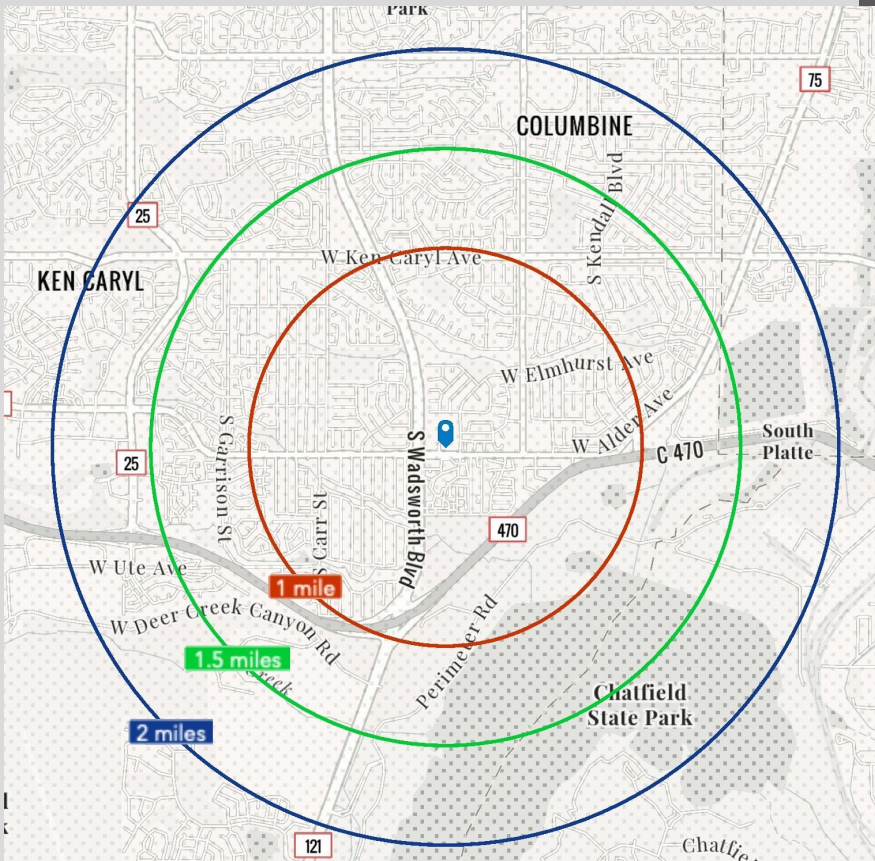 Park
75
COLUMBINE
S Kendall Blvd
25
W Ken Caryl Ave
KEN CARYL
W Elmhurst Ave
W Alder Ave
S Garrison St
S Wadsworth Blvd
South
Platte
C 470
25
S Carr St
470
W Ute Ave
1 mile
W Deer Creek Canyon Rd
Perimeter Rd
1.5 miles
Creek
Chatfield
State Park
2 miles
121